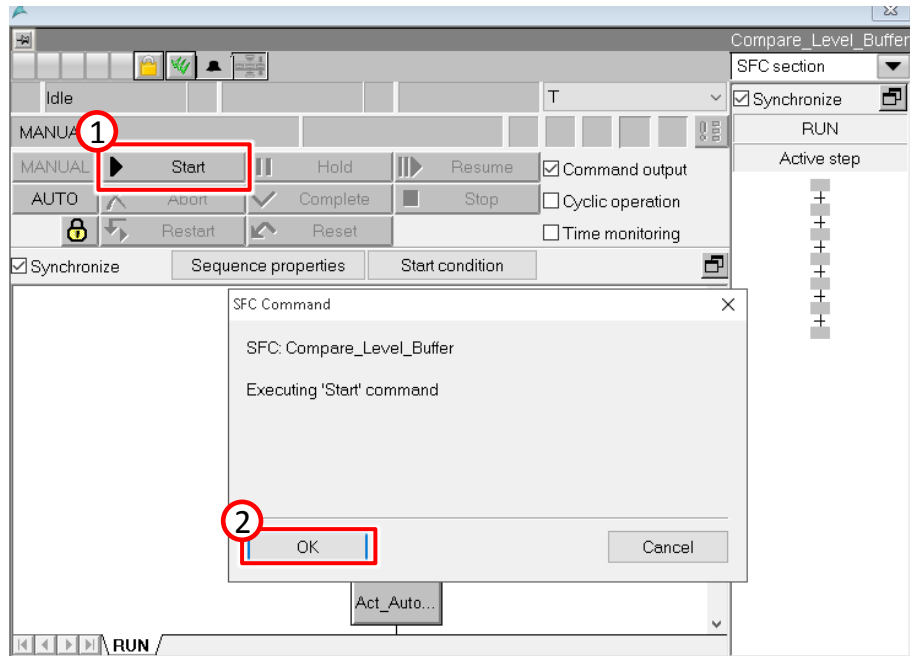 Compare_Level_Buffer
SFC section
Idle
T
Synchronize
MANUA
1
RUN
MANUAL
Start
Hold
Resume
Command output
Active step
AUTO
Abort
Complete
Stop
Cyclic operation
Restart
Reset
Time monitoring
Synchronize
Sequence properties
Start condition
SFC Command
SFC: Compare_Level_Buffer
Executing 'Start' command
2
OK
Cancel
Act_Auto...
RUN